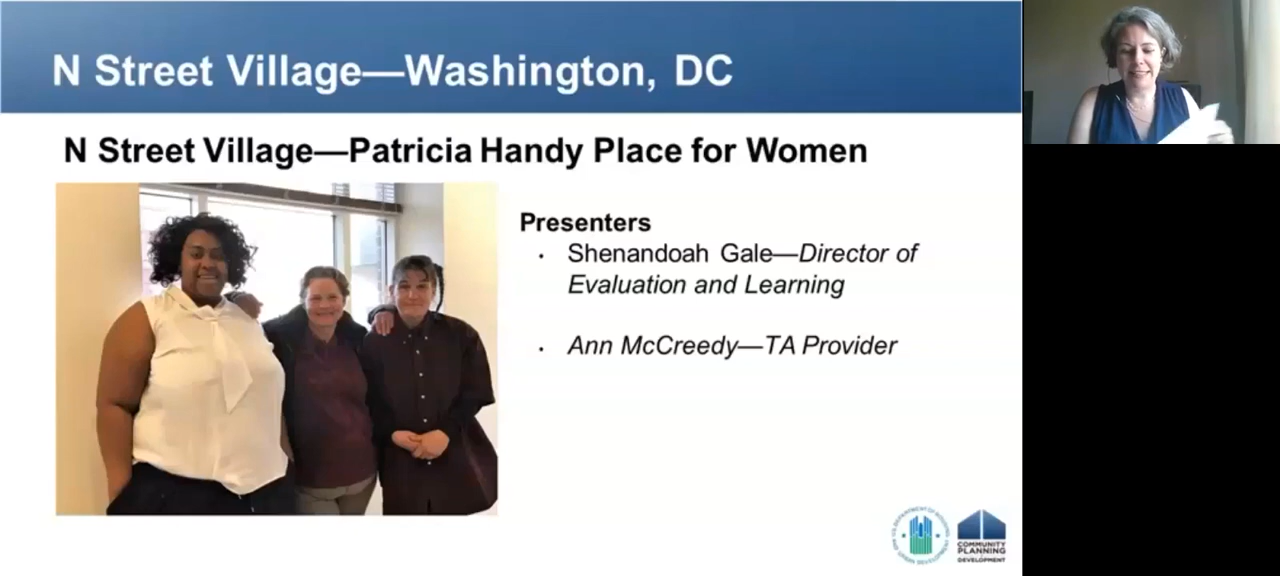 N Street Village—Washington, DC
N Street Village—Patricia Handy Place for Women
Presenters
• Shenandoah Gale—Director of
Evaluation and Learning
• Ann McCreedy—TA Provider
COMMUNITY
PLANNING
DEVELOPMENT